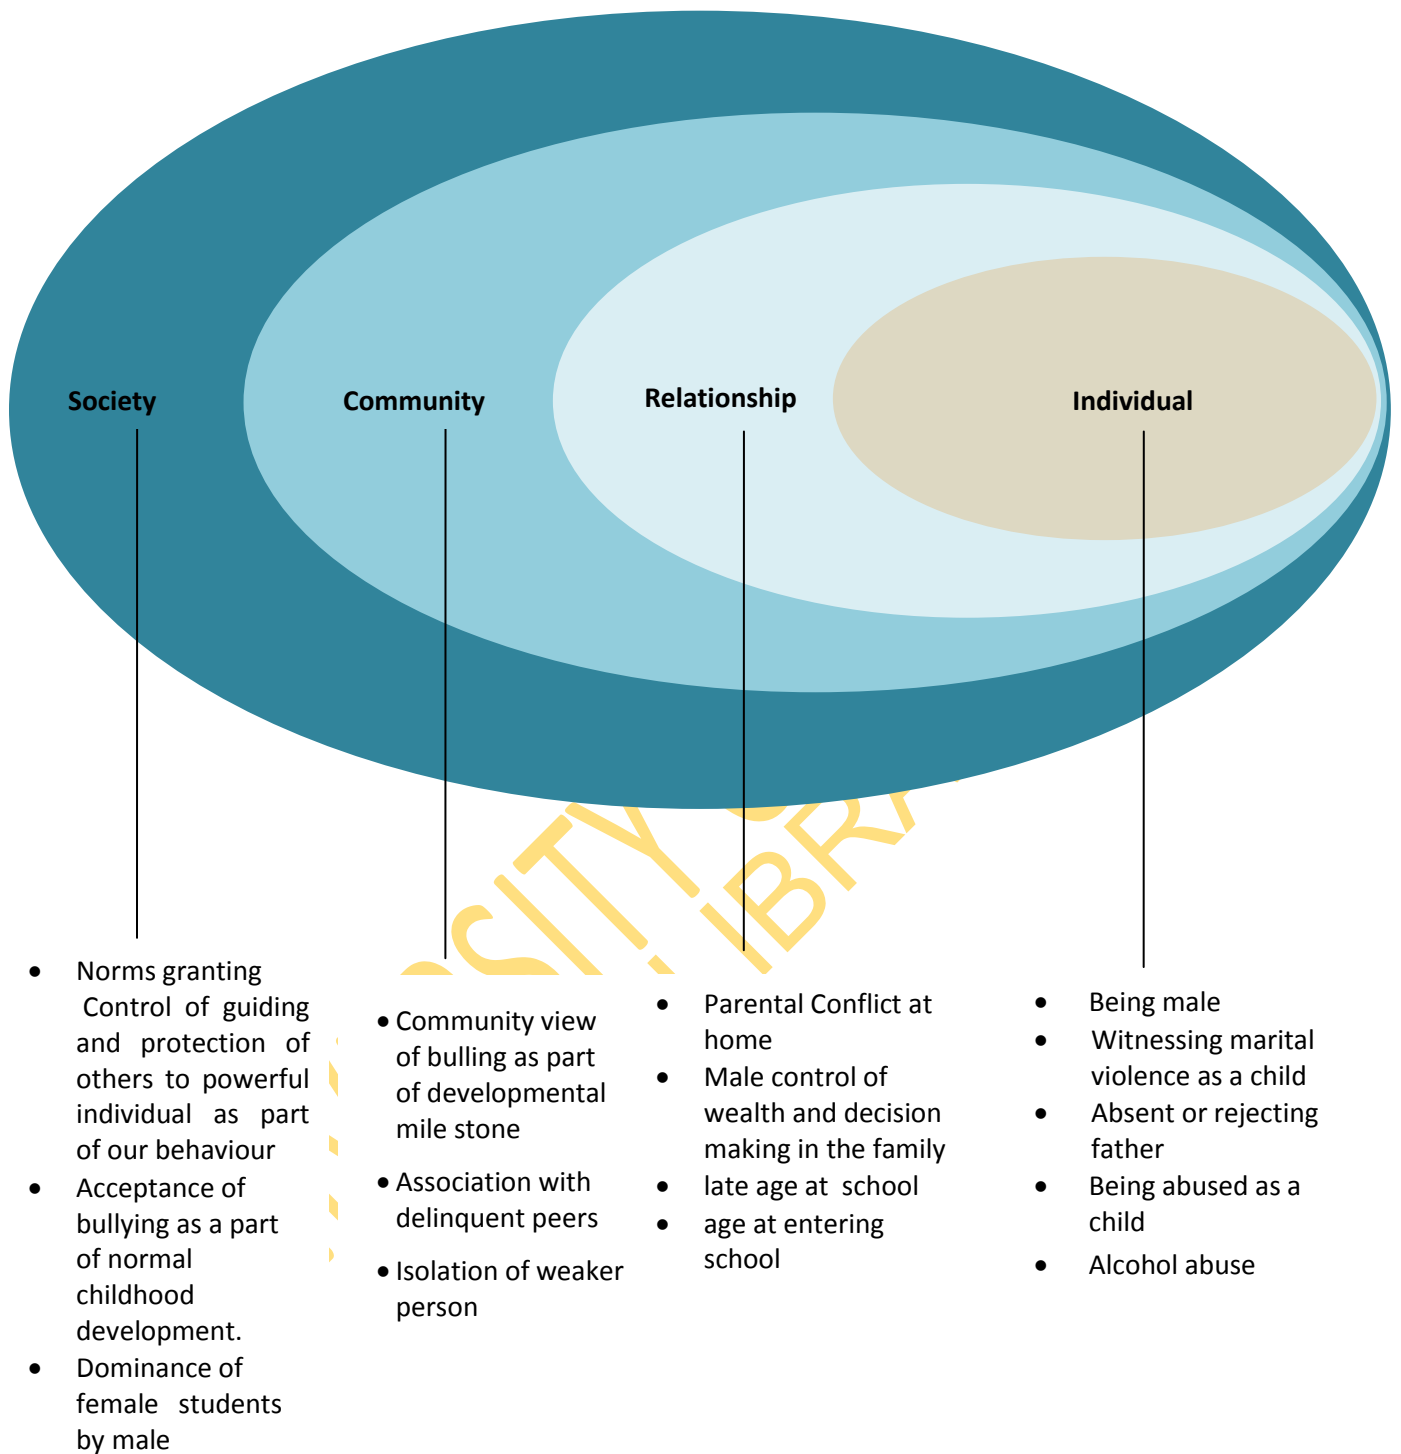 Society
Community
Relationship
Individual
• Norms granting
Control of guiding
and protection of
others to powerful
individual as part
of our behaviour
• Acceptance of
bullying as a part
of normal
childhood
development.
• Dominance of
female students
by male
• Community view
of bulling as part
of developmental
mile stone
• Association with
delinquent peers
• Isolation of weaker
person
• Parental Conflict at
home
• Male control of
wealth and decision
making in the family
• late age at school
• age at entering
school
• Being male
• Witnessing marital
violence as a child
• Absent or rejecting
father
• Being abused as a
child
• Alcohol abuse